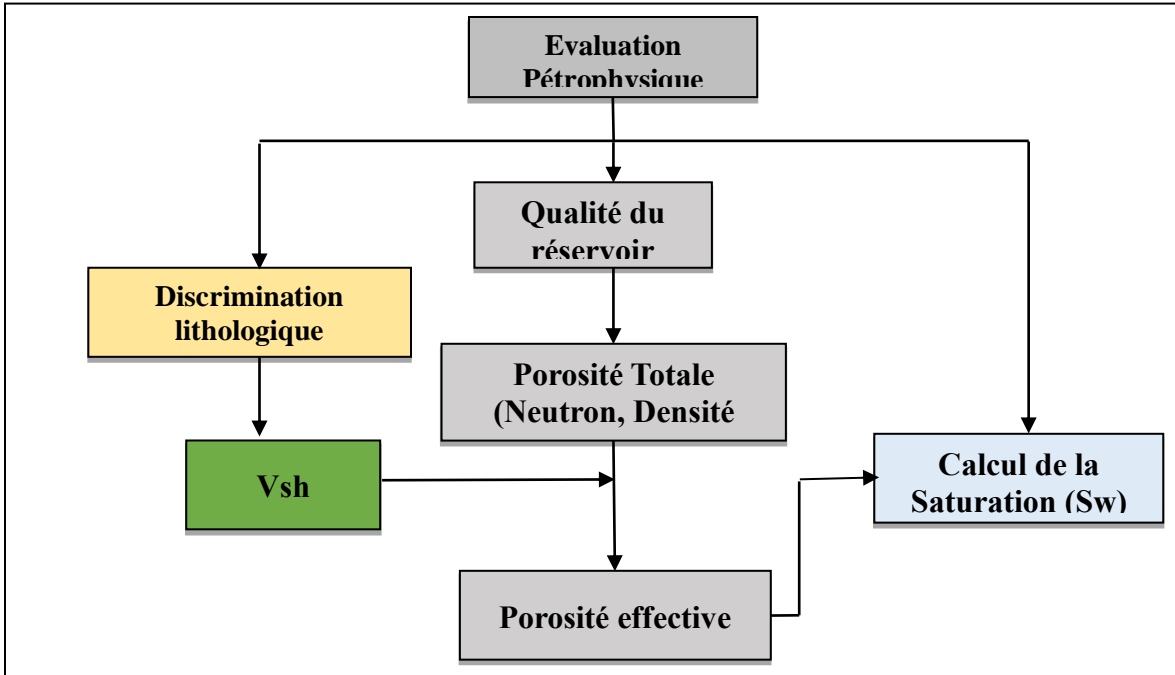 Evaluation
Pétrophysique
Qualité du
réservoir
Discrimination
lithologique
Porosité Totale
(Neutron, Densité
Vsh
Calcul de la
Saturation (Sw)
Porosité effective